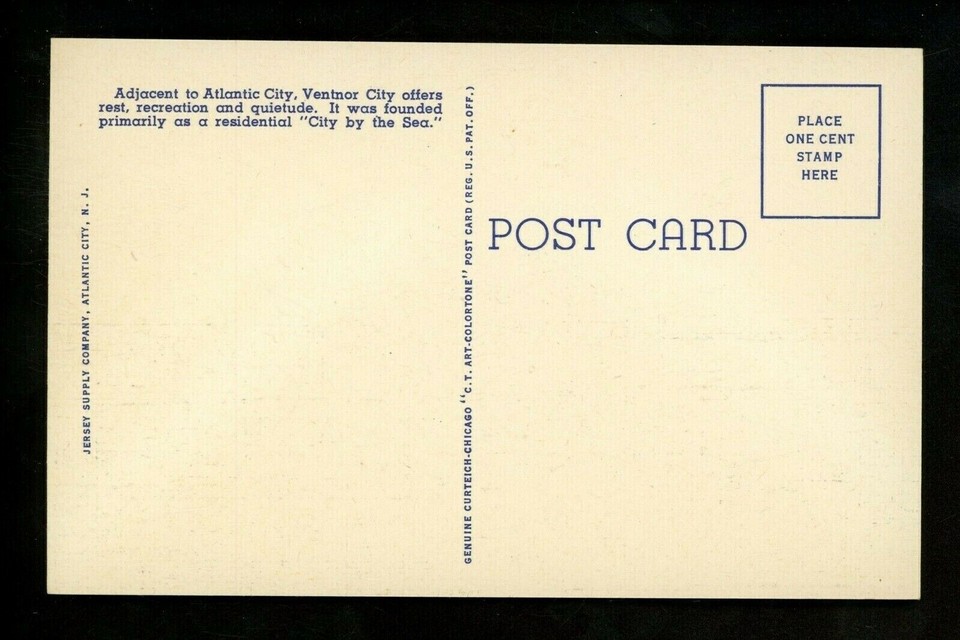 Adjacent to Atlantic City, Ventnor City offers
rest, recreation and quietude. It was founded
primarily as a residential "City by the Sea."
JERSEY SUPPLY COMPANY, ATLANTIC CITY, N. J.
GENUINE CURTEICH-CHICAGO "C.T. ART-COLORTONE" POST CARD (REG. U.S. PAT. OFF.)
POST CARD
PLACE
ONE CENT
STAMP
HERE